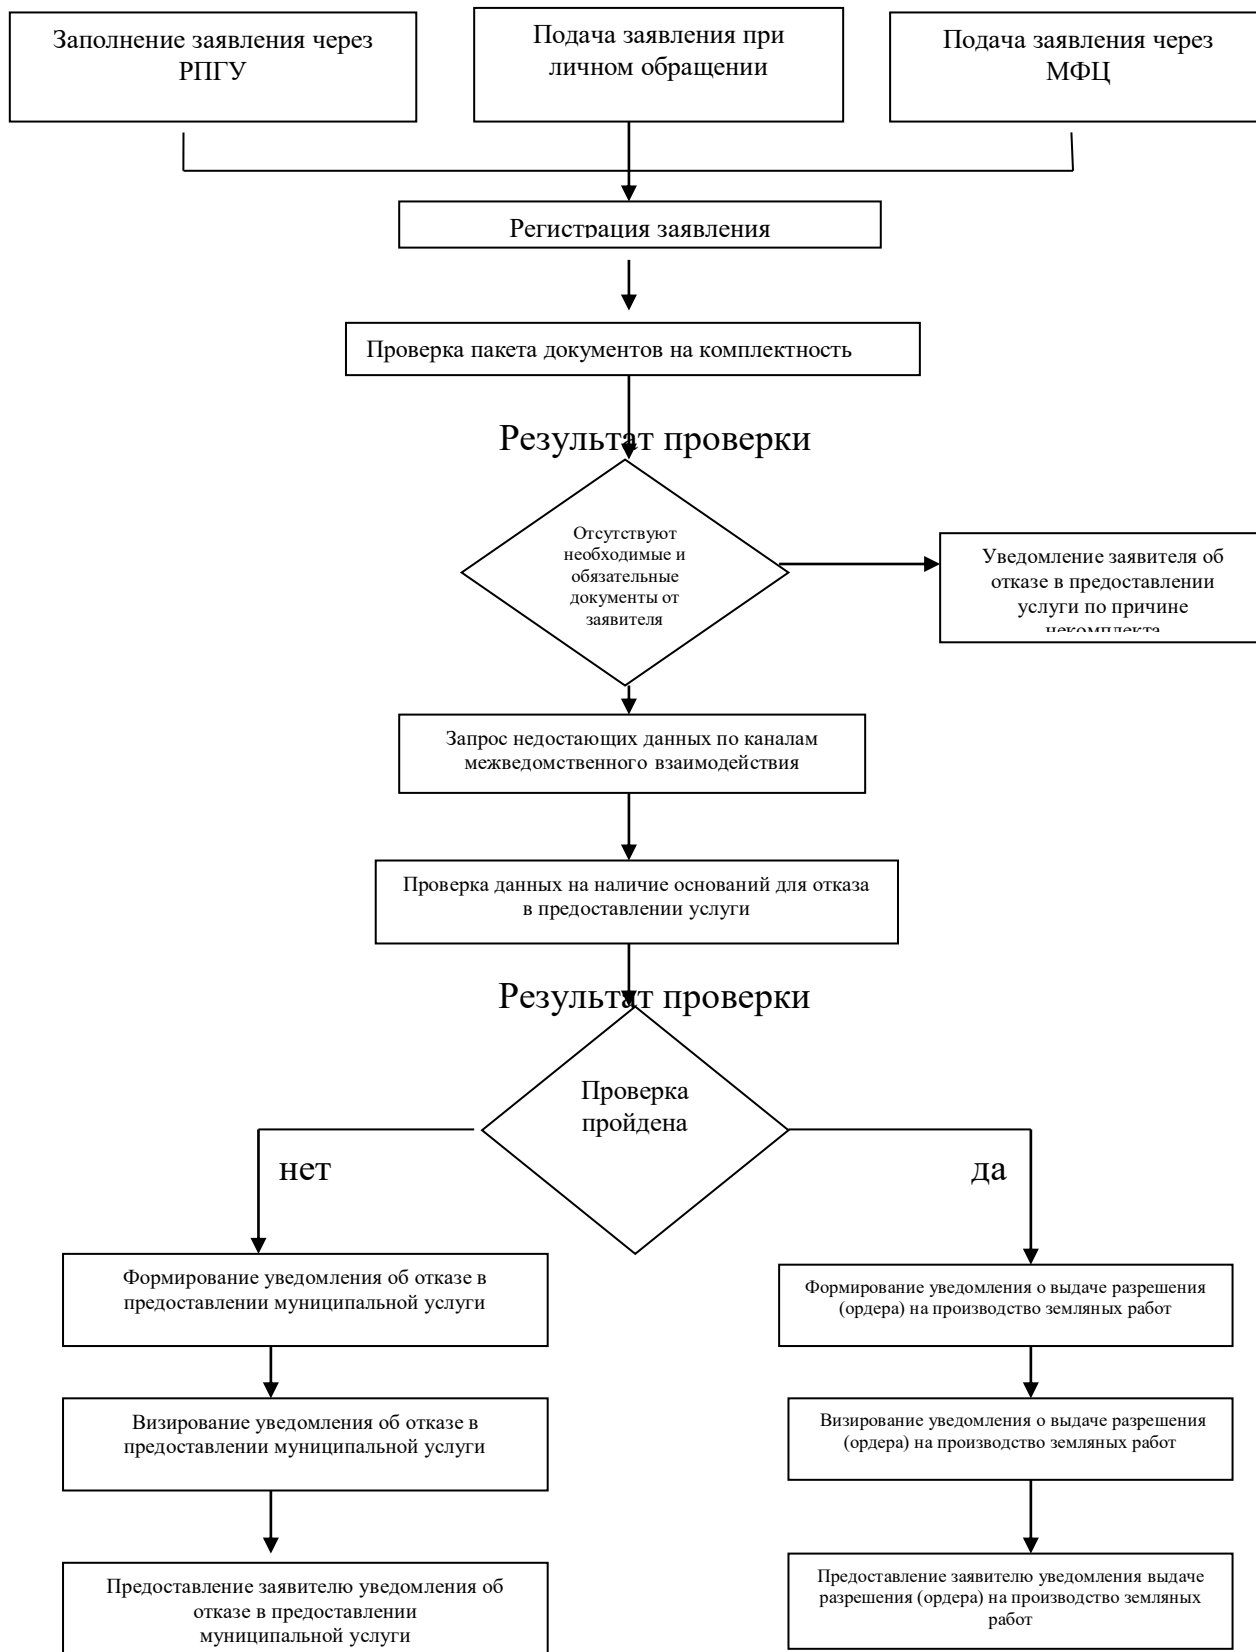 Заполнение заявления через
РПГУ
Подача заявления при
личном обращении
Подача заявления через
МФЦ
Регистрация заявления
Проверка пакета документов на комплектность
Результат проверки
Отсутствуют
необходимые и
обязательные
документы от
заявителя
Уведомление заявителя об
отказе в предоставлении
услуги по причине
некомплекта
Запрос недостающих данных по каналам
межведомственного взаимодействия
Проверка данных на наличие оснований для отказа
в предоставлении услуги
Результат проверки
Проверка
пройдена
нет
да
Формирование уведомления об отказе в
предоставлении муниципальной услуги
Формирование уведомления о выдаче разрешения
(ордера) на производство земляных работ
Визирование уведомления об отказе в
предоставлении муниципальной услуги
Визирование уведомления о выдаче разрешения
(ордера) на производство земляных работ
Предоставление заявителю уведомления об
отказе в предоставлении
муниципальной услуги
Предоставление заявителю уведомления выдаче
разрешения (ордера) на производство земляных
работ